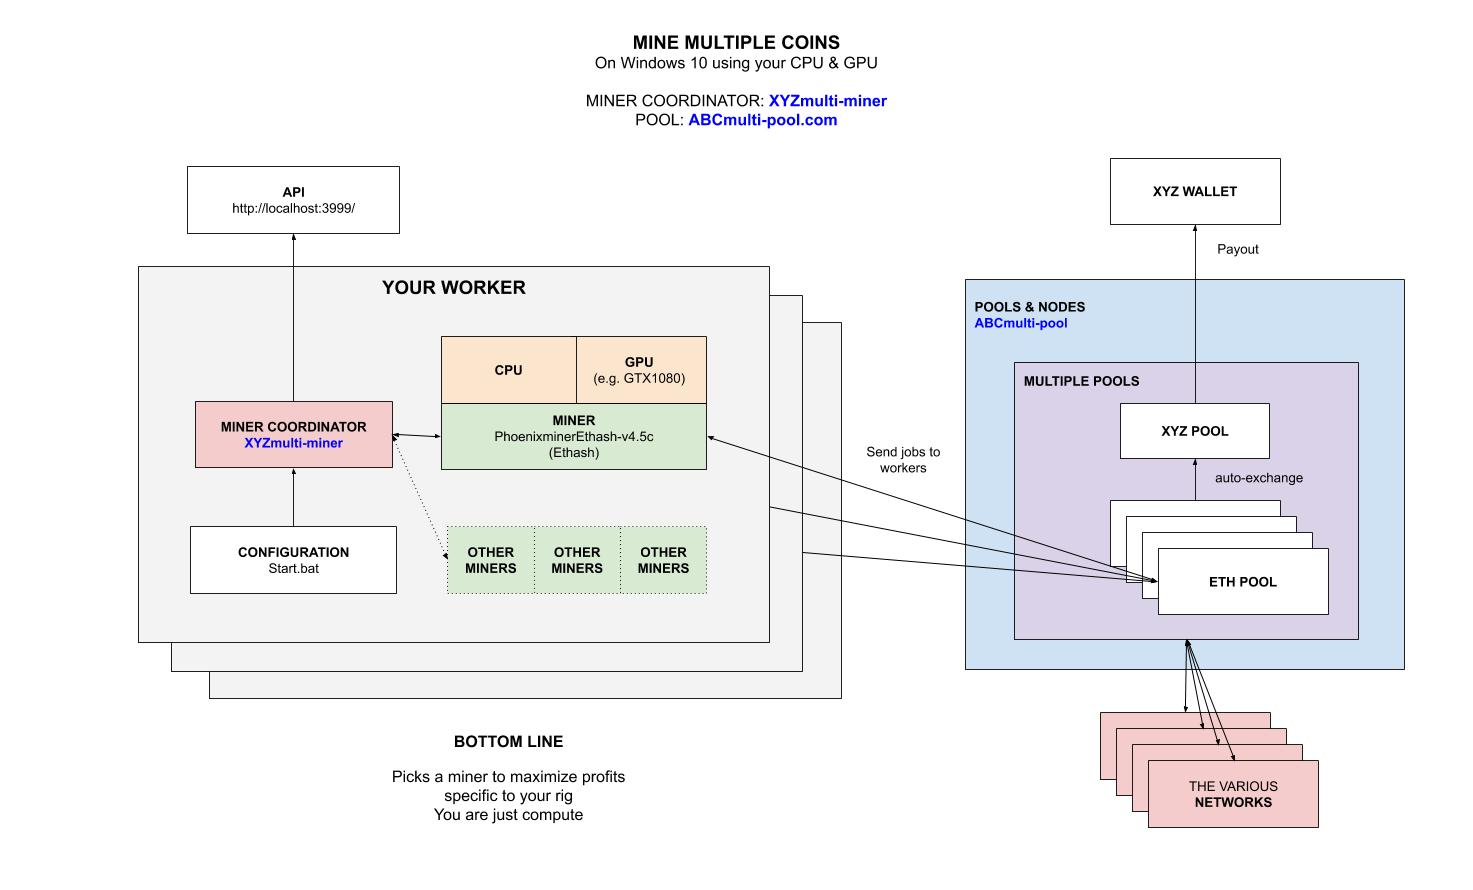 MINE MULTIPLE COINS
On Windows 10 using your CPU & GPU
MINER COORDINATOR: XYZmulti-miner
POOL: ABCmulti-pool.com
API
http://localhost:3999/
YOUR WORKER
CPU
GPU
(e.g. GTX1080)
MINER COORDINATOR
XYZmulti-miner
MINER
PhoenixminerEthash-v4.5c
(Ethash)
CONFIGURATION
Start.bat
OTHER
MINERS
OTHER
MINERS
OTHER
MINERS
Send jobs to
workers
XYZ WALLET
Payout
POOLS & NODES
ABCmulti-pool
MULTIPLE POOLS
XYZ POOL
auto-exchange
ETH POOL
THE VARIOUS
NETWORKS
BOTTOM LINE
Picks a miner to maximize profits
specific to your rig
You are just compute